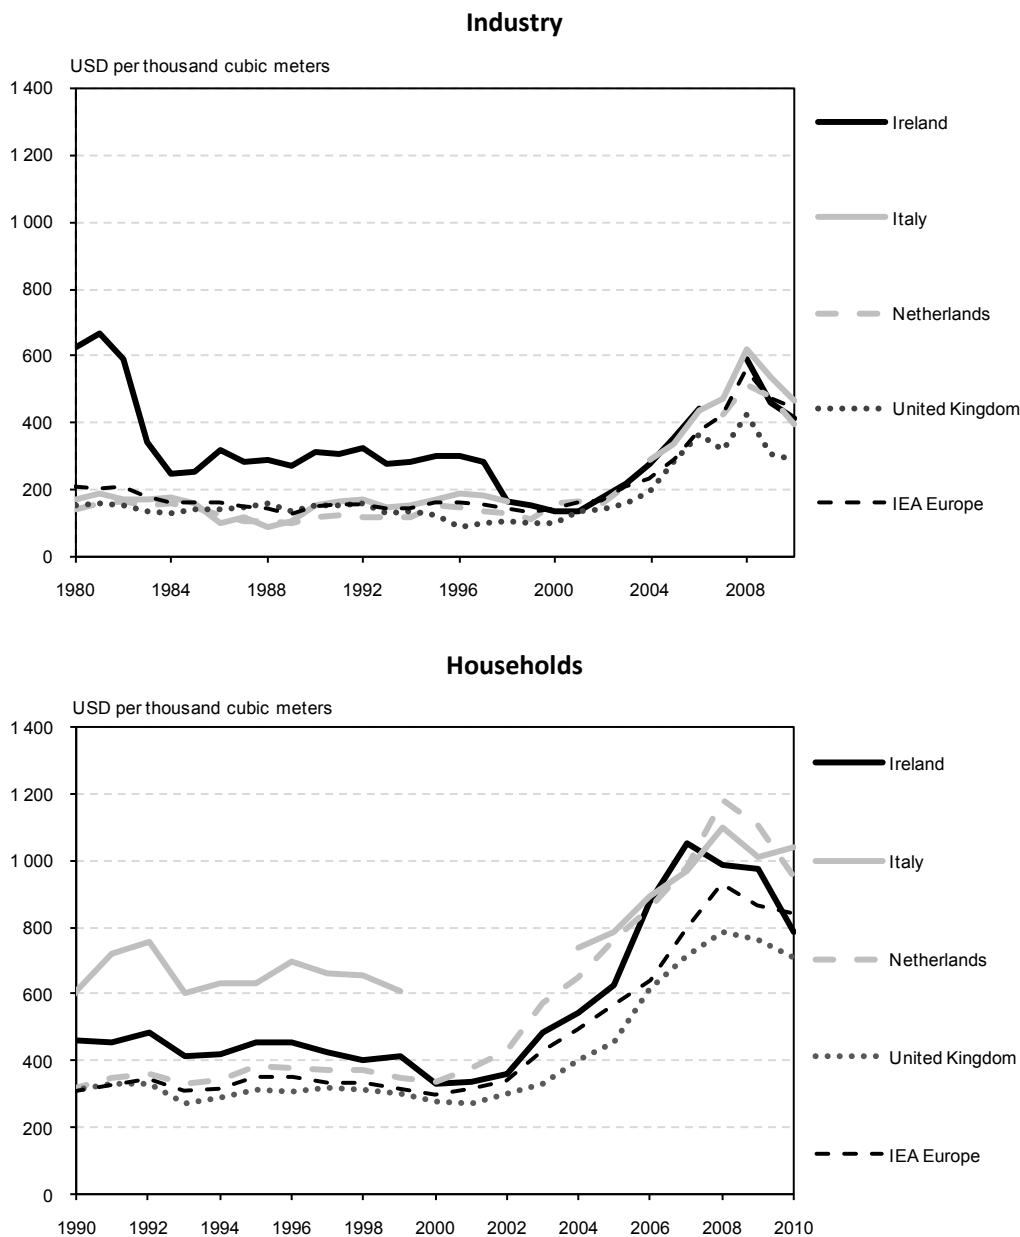 Industry
USD per thousand cubic meters
1 400
1 200
1 000
800
600
400
200
0
1980 1984 1988 1992 1996 2000 2004 2008
Ireland
Italy
Netherlands
United Kingdom
IEA Europe
Households
USD per thousand cubic meters
1 400
1 200
1 000
800
600
400
200
0
1990 1992 1994 1996 1998 2000 2002 2004 2006 2008 2010
Ireland
Italy
Netherlands
United Kingdom
IEA Europe